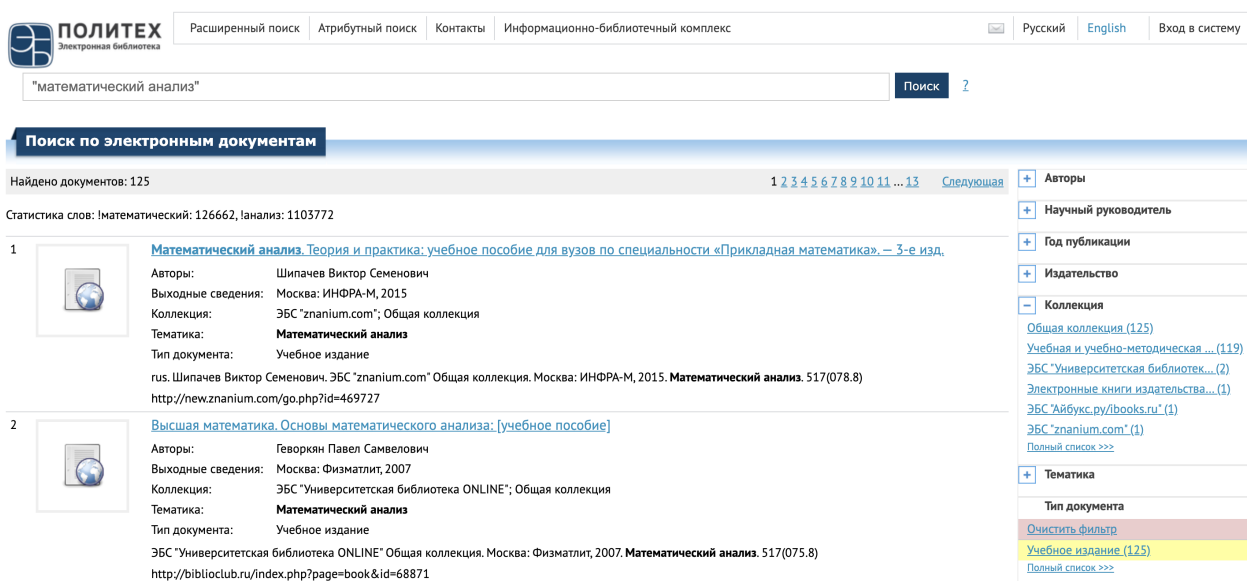 ПОЛИТЕХ
Электронная библиотека
Расширенный поиск Атрибутный поиск Контакты Информационно-библиотечный комплекс Русский English Вход в систему
"математический анализ" Поиск ?
Поиск по электронным документам
Найдено документов: 125 1 2 3 4 5 6 7 8 9 10 11 ... 13 Следующая
Статистика слов: !математический: 126662, !анализ: 1103772
1 Математический анализ. Теория и практика: учебное пособие для вузов по специальности «Прикладная математика». — 3-е изд.
Авторы: Шипачев Виктор Семенович
Выходные сведения: Москва: ИНФРА-М, 2015
Коллекция: ЭБС "znanium.com"; Общая коллекция
Тематика: Математический анализ
Тип документа: Учебное издание
rus. Шипачев Виктор Семенович. ЭБС "znanium.com" Общая коллекция. Москва: ИНФРА-М, 2015. Математический анализ. 517(078.8)
http://new.znanium.com/go.php?id=469727
2 Высшая математика. Основы математического анализа: [учебное пособие]
Авторы: Геворкян Павел Самвелович
Выходные сведения: Москва: Физматлит, 2007
Коллекция: ЭБС "Университетская библиотека ONLINE"; Общая коллекция
Тематика: Математический анализ
Тип документа: Учебное издание
ЭБС "Университетская библиотека ONLINE" Общая коллекция. Москва: Физматлит, 2007. Математический анализ. 517(075.8)
http://biblioclub.ru/index.php?page=book&id=68871
+ Авторы
+ Научный руководитель
+ Год публикации
+ Издательство
− Коллекция
Общая коллекция (125)
Учебная и учебно-методическая ... (119)
ЭБС "Университетская библиотек... (2)
Электронные книги издательства... (1)
ЭБС "Айбукс.ру/ibooks.ru" (1)
ЭБС "znanium.com" (1)
Полный список >>>
+ Тематика
Тип документа
Очистить фильтр
Учебное издание (125)
Полный список >>>